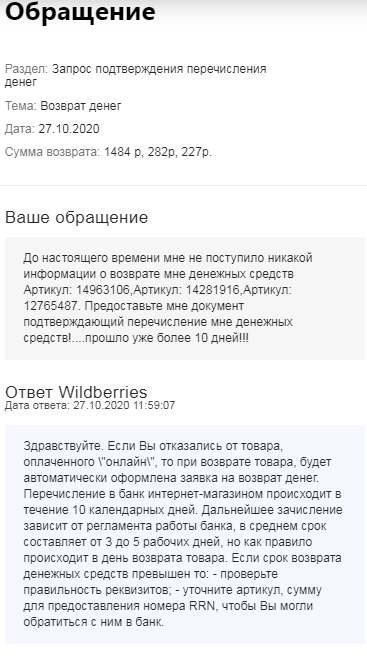 Обращение
Раздел: Запрос подтверждения перечисления
денег
Тема: Возврат денег
Дата: 27.10.2020
Сумма возврата: 1484 р, 282р, 227р.
Ваше обращение
До настоящего времени мне не поступило никакой
информации о возврате мне денежных средств
Артикул: 14963106,Артикул: 14281916,Артикул:
12765487. Предоставьте мне документ
подтверждающий перечисление мне денежных
средств!....прошло уже более 10 дней!!!
Ответ Wildberries
Дата ответа: 27.10.2020 11:59:07
Здравствуйте. Если Вы отказались от товара,
оплаченного \"онлайн\", то при возврате товара, будет
автоматически оформлена заявка на возврат денег.
Перечисление в банк интернет-магазином происходит в
течение 10 календарных дней. Дальнейшее зачисление
зависит от регламента работы банка, в среднем срок
составляет от 3 до 5 рабочих дней, но как правило
происходит в день возврата товара. Если срок возврата
денежных средств превышен то: - проверьте
правильность реквизитов; - уточните артикул, сумму
для предоставления номера RRN, чтобы Вы могли
обратиться с ним в банк.